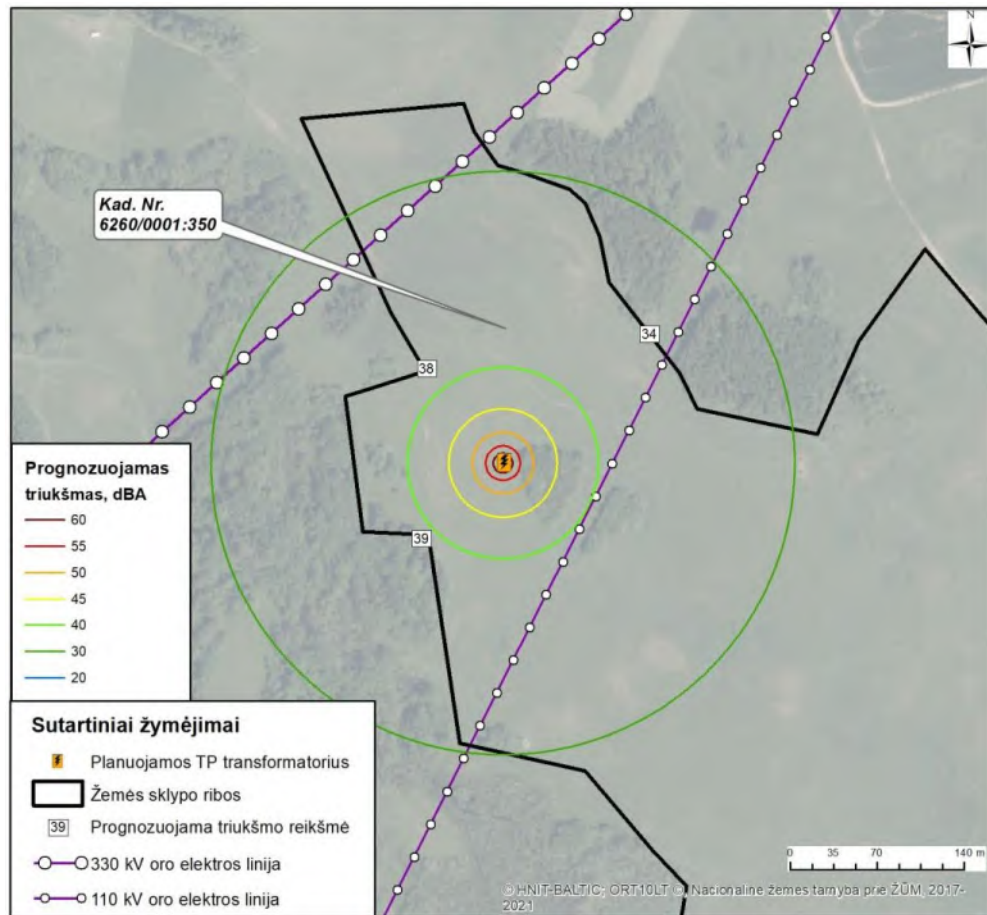 N
Kad. Nr.
6260/0001:350
34
38
39
Prognozuojamas
triukšmas, dBA
60
55
50
45
40
30
20
Sutartiniai žymėjimai
Planuojamos TP transformatorius
Žemės sklypo ribos
39 Prognozuojama triukšmo reikšmė
330 kV oro elektros linija
110 kV oro elektros linija
0 35 70 140 m
© HNIT-BALTIC; ORT10LT © Nacionalinė žemės tarnyba prie ŽŪM, 2017-
2021